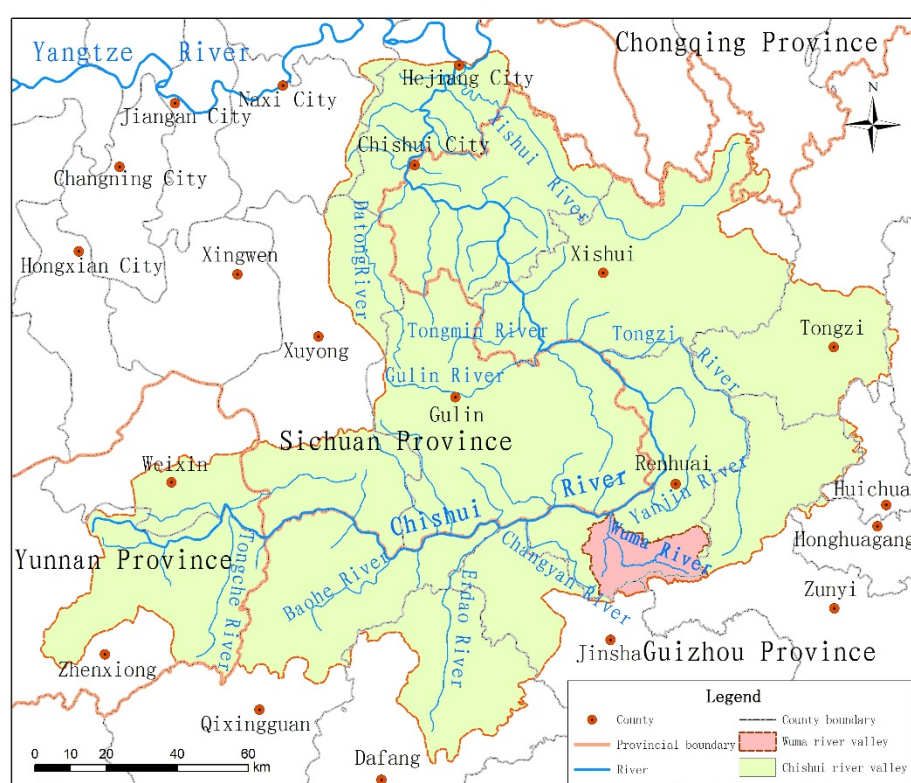 Yangtze River
Chongqing Province
Hejiang City
N
Naxi City
Jiangan City
Xishui River
Chishui City
Changning City
Datong River
Hongxian City
Xingwen
Xishui
Tongmin River
Tongzi River
Tongzi
Xuyong
Gulin River
Gulin
Sichuan Province
Weixin
Renhuai
Yanjin River
Huichua
Chishui River
Honghuagang
Wuma River
Yunnan Province
Tongche River
Baohe River
Changyan River
Erdao River
Zunyi
Zhenxiong
Jinsha
Guizhou Province
Qixingguan
Dafang
0 10 20 40 60
km
Legend
County
County boundary
Provincial boundary
Wuma river valley
River
Chishui river valley